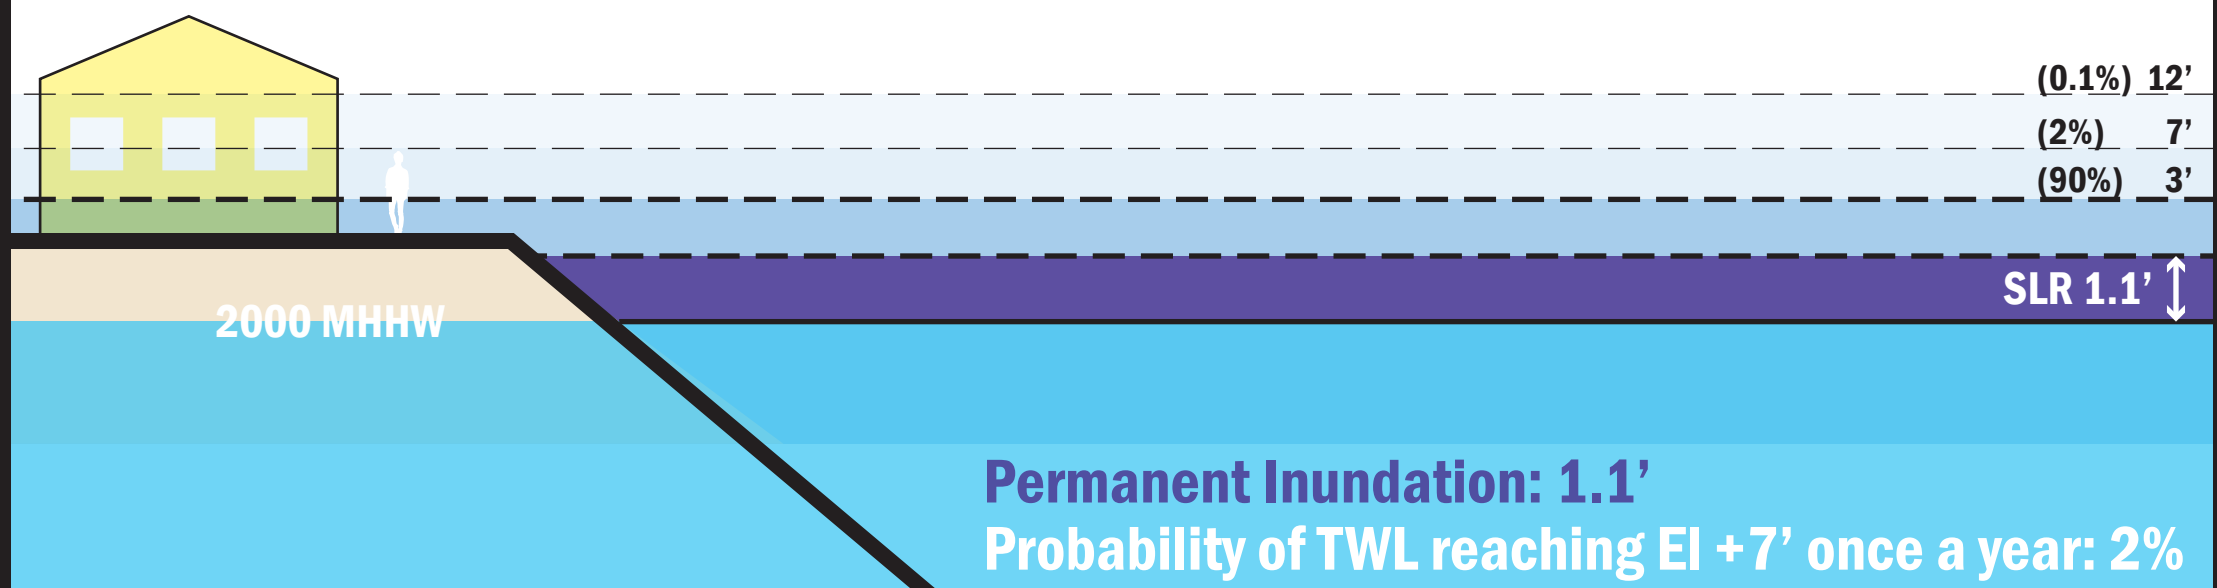 (0.1%) 12’
(2%) 7’
(90%) 3’
SLR 1.1’
2000 MHHW
Permanent Inundation: 1.1’
Probability of TWL reaching El +7’ once a year: 2%